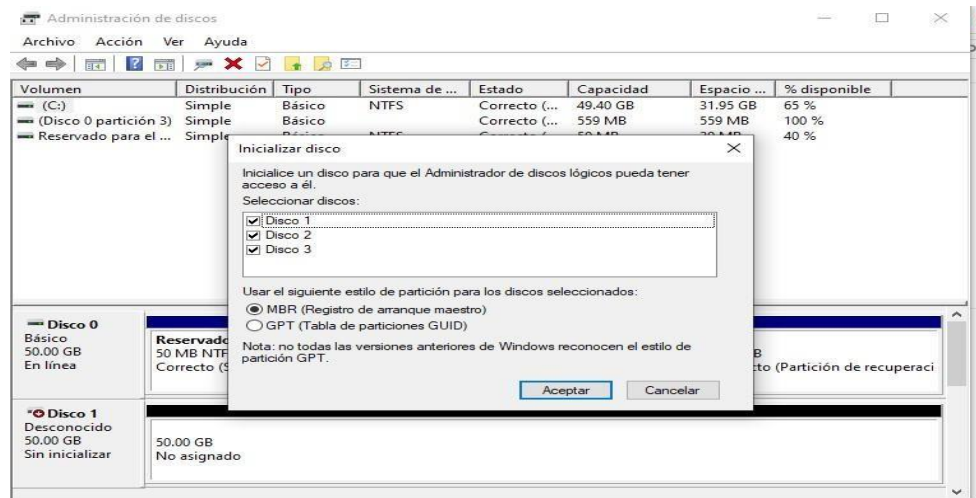 Administración de discos
Archivo Acción Ver Ayuda
Volumen Distribución Tipo Sistema de ... Estado Capacidad Espacio ... % disponible
(C:) Simple Básico NTFS Correcto (... 49.40 GB 31.95 GB 65 %
(Disco 0 partición 3) Simple Básico Correcto (... 559 MB 559 MB 100 %
Reservado para el ... Simple 40 %
Inicializar disco
Inicialice un disco para que el Administrador de discos lógicos pueda tener
acceso a él.
Seleccionar discos:
Disco 1
Disco 2
Disco 3
Usar el siguiente estilo de partición para los discos seleccionados:
MBR (Registro de arranque maestro)
GPT (Tabla de particiones GUID)
Nota: no todas las versiones anteriores de Windows reconocen el estilo de
partición GPT.
Aceptar Cancelar
Disco 0
Básico
50.00 GB
En línea
Reservado
50 MB NTF
Correcto (S
B
to (Partición de recuperaci
Disco 1
Desconocido
50.00 GB
Sin inicializar
50.00 GB
No asignado